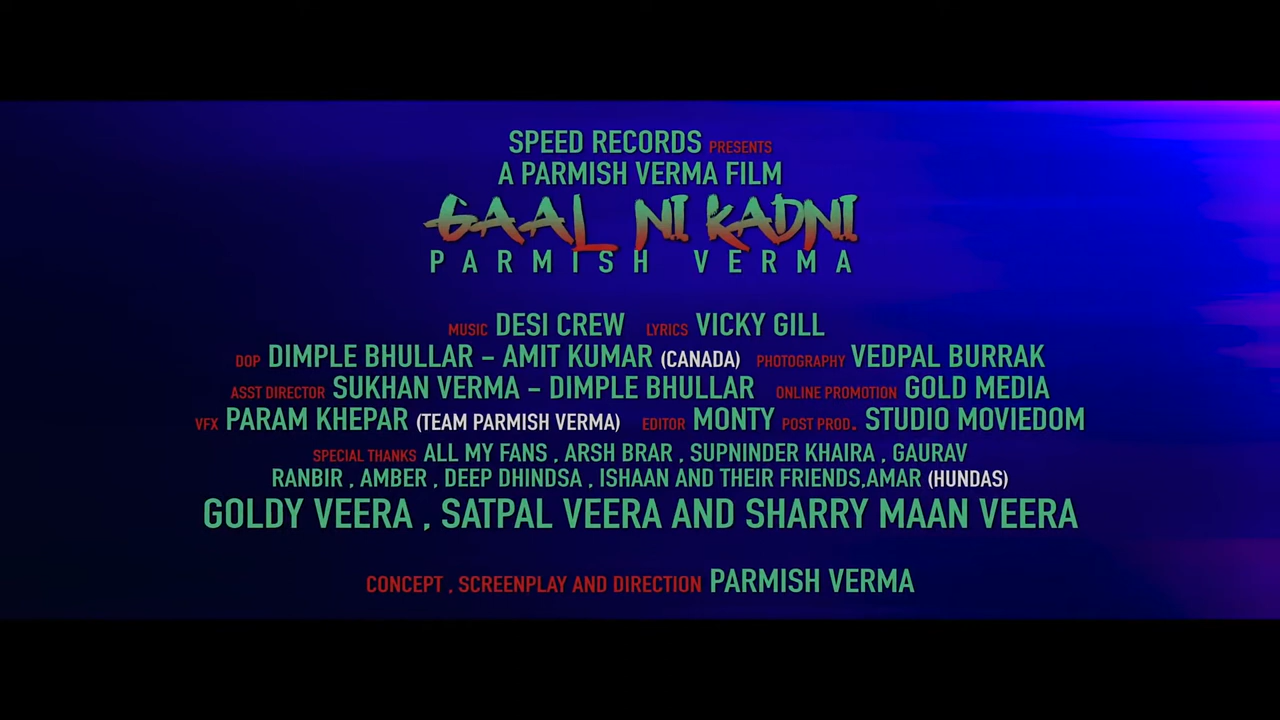 SPEED RECORDS PRESENTS
A PARMISH VERMA FILM
GAAL NI KADNI
PARMISH VERMA
MUSIC DESI CREW LYRICS VICKY GILL
DOP DIMPLE BHULLAR – AMIT KUMAR (CANADA) PHOTOGRAPHY VEDPAL BURRAK
ASST DIRECTOR SUKHAN VERMA – DIMPLE BHULLAR ONLINE PROMOTION GOLD MEDIA
VFX PARAM KHEPAR (TEAM PARMISH VERMA) EDITOR MONTY POST PROD. STUDIO MOVIEDOM
SPECIAL THANKS ALL MY FANS , ARSH BRAR , SUPNINDER KHAIRA , GAURAV
RANBIR , AMBER , DEEP DHINDSA , ISHAAN AND THEIR FRIENDS,AMAR (HUNDAS)
GOLDY VEERA , SATPAL VEERA AND SHARRY MAAN VEERA
CONCEPT , SCREENPLAY AND DIRECTION PARMISH VERMA